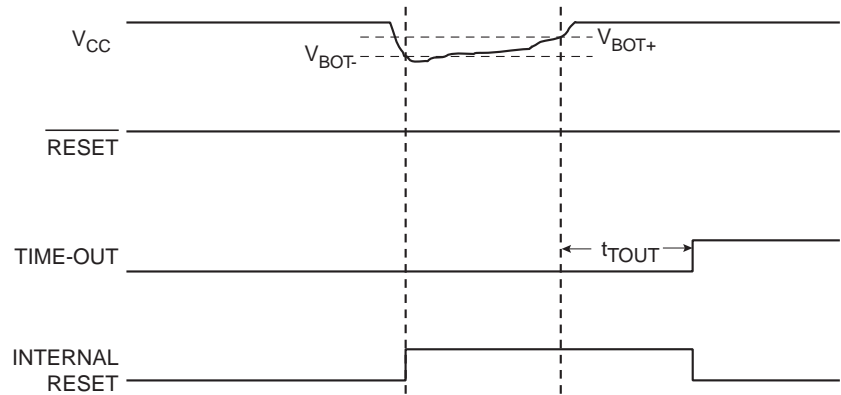 VCC
VBOT-
VBOT+
RESET
TIME-OUT
tTOUT
INTERNAL
RESET